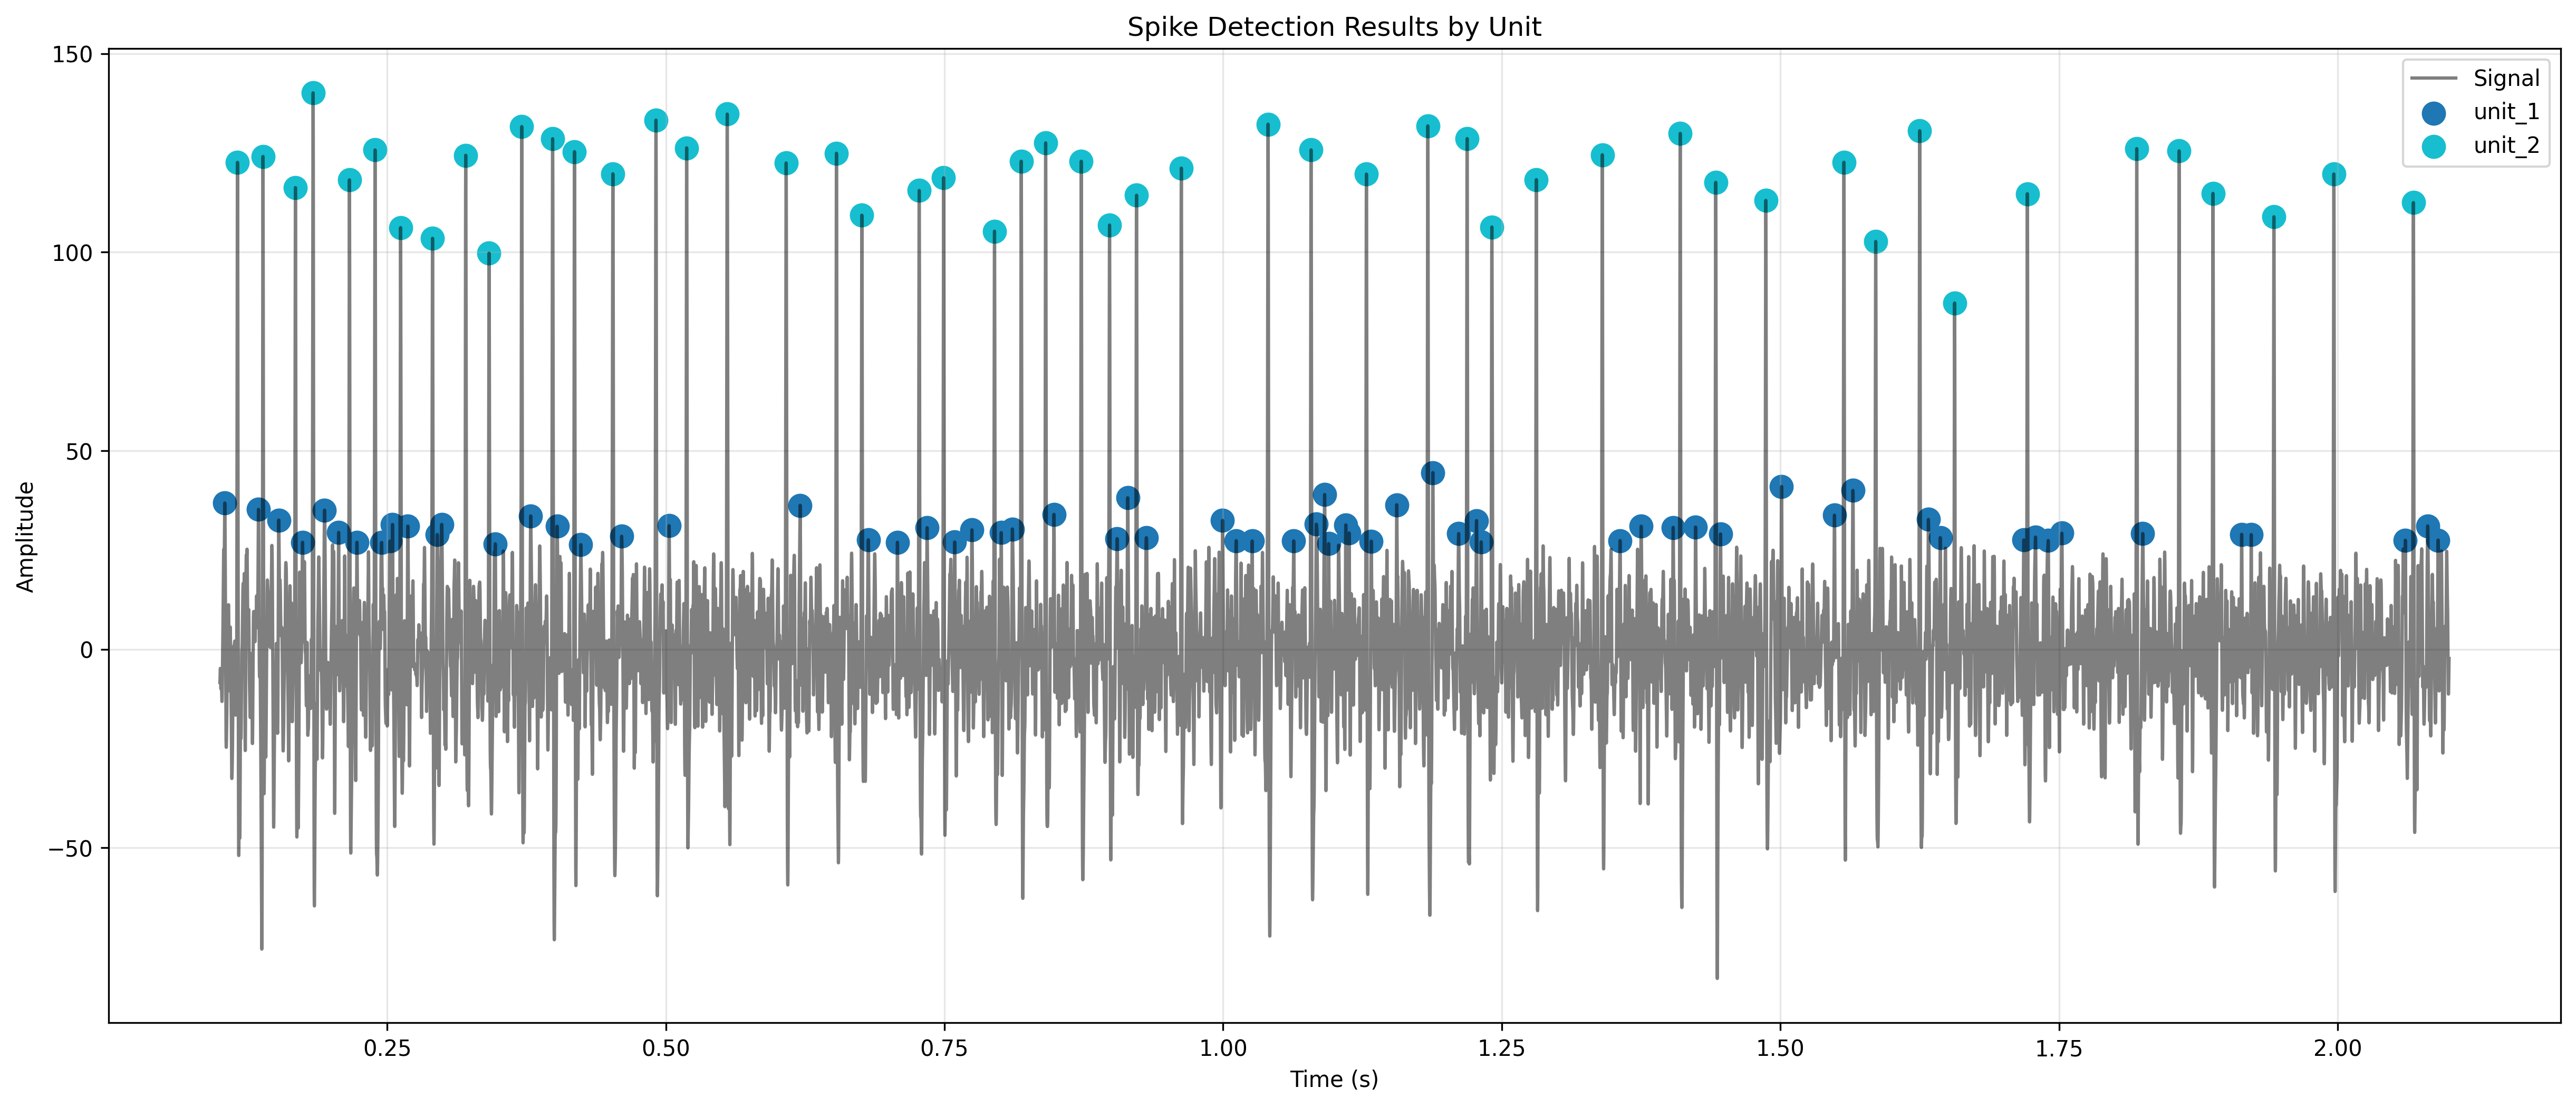 Spike Detection Results by Unit
Signal
unit_1
unit_2
Amplitude
150
100
50
0
−50
0.25 0.50 0.75 1.00 1.25 1.50 1.75 2.00
Time (s)